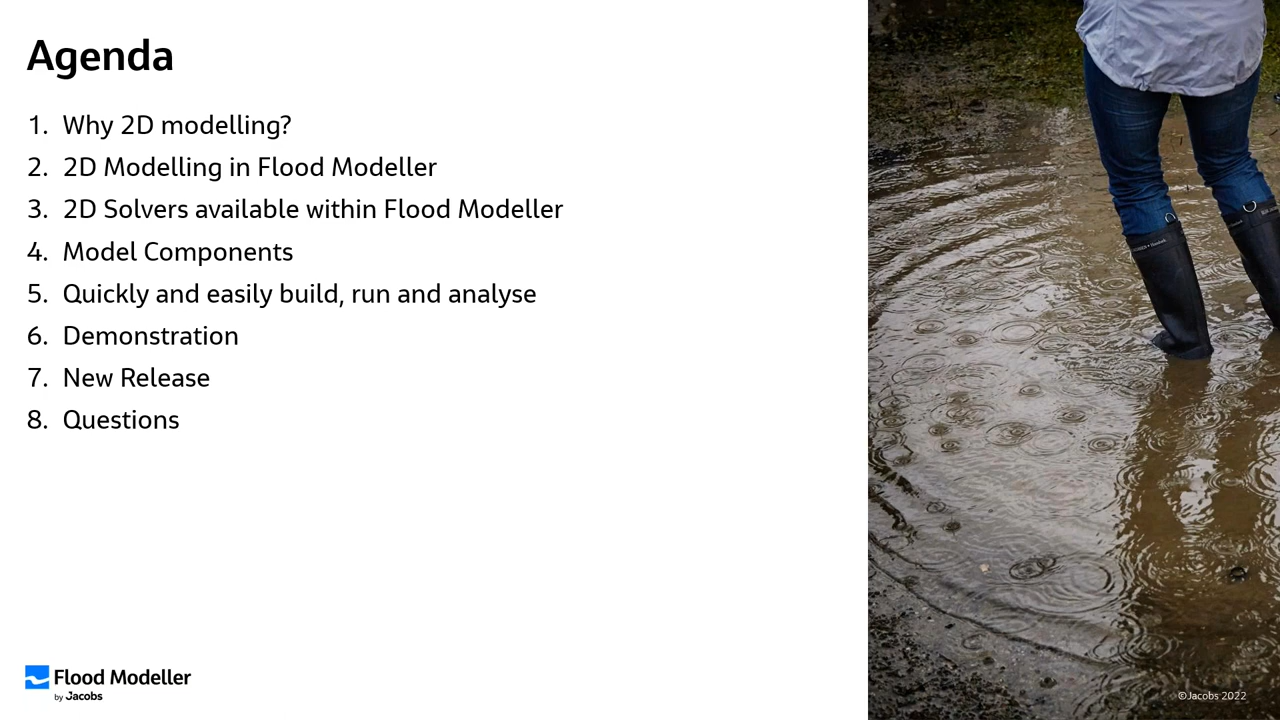 Agenda
1. Why 2D modelling?
2. 2D Modelling in Flood Modeller
3. 2D Solvers available within Flood Modeller
4. Model Components
5. Quickly and easily build, run and analyse
6. Demonstration
7. New Release
8. Questions
Flood Modeller
by Jacobs
©Jacobs 2022